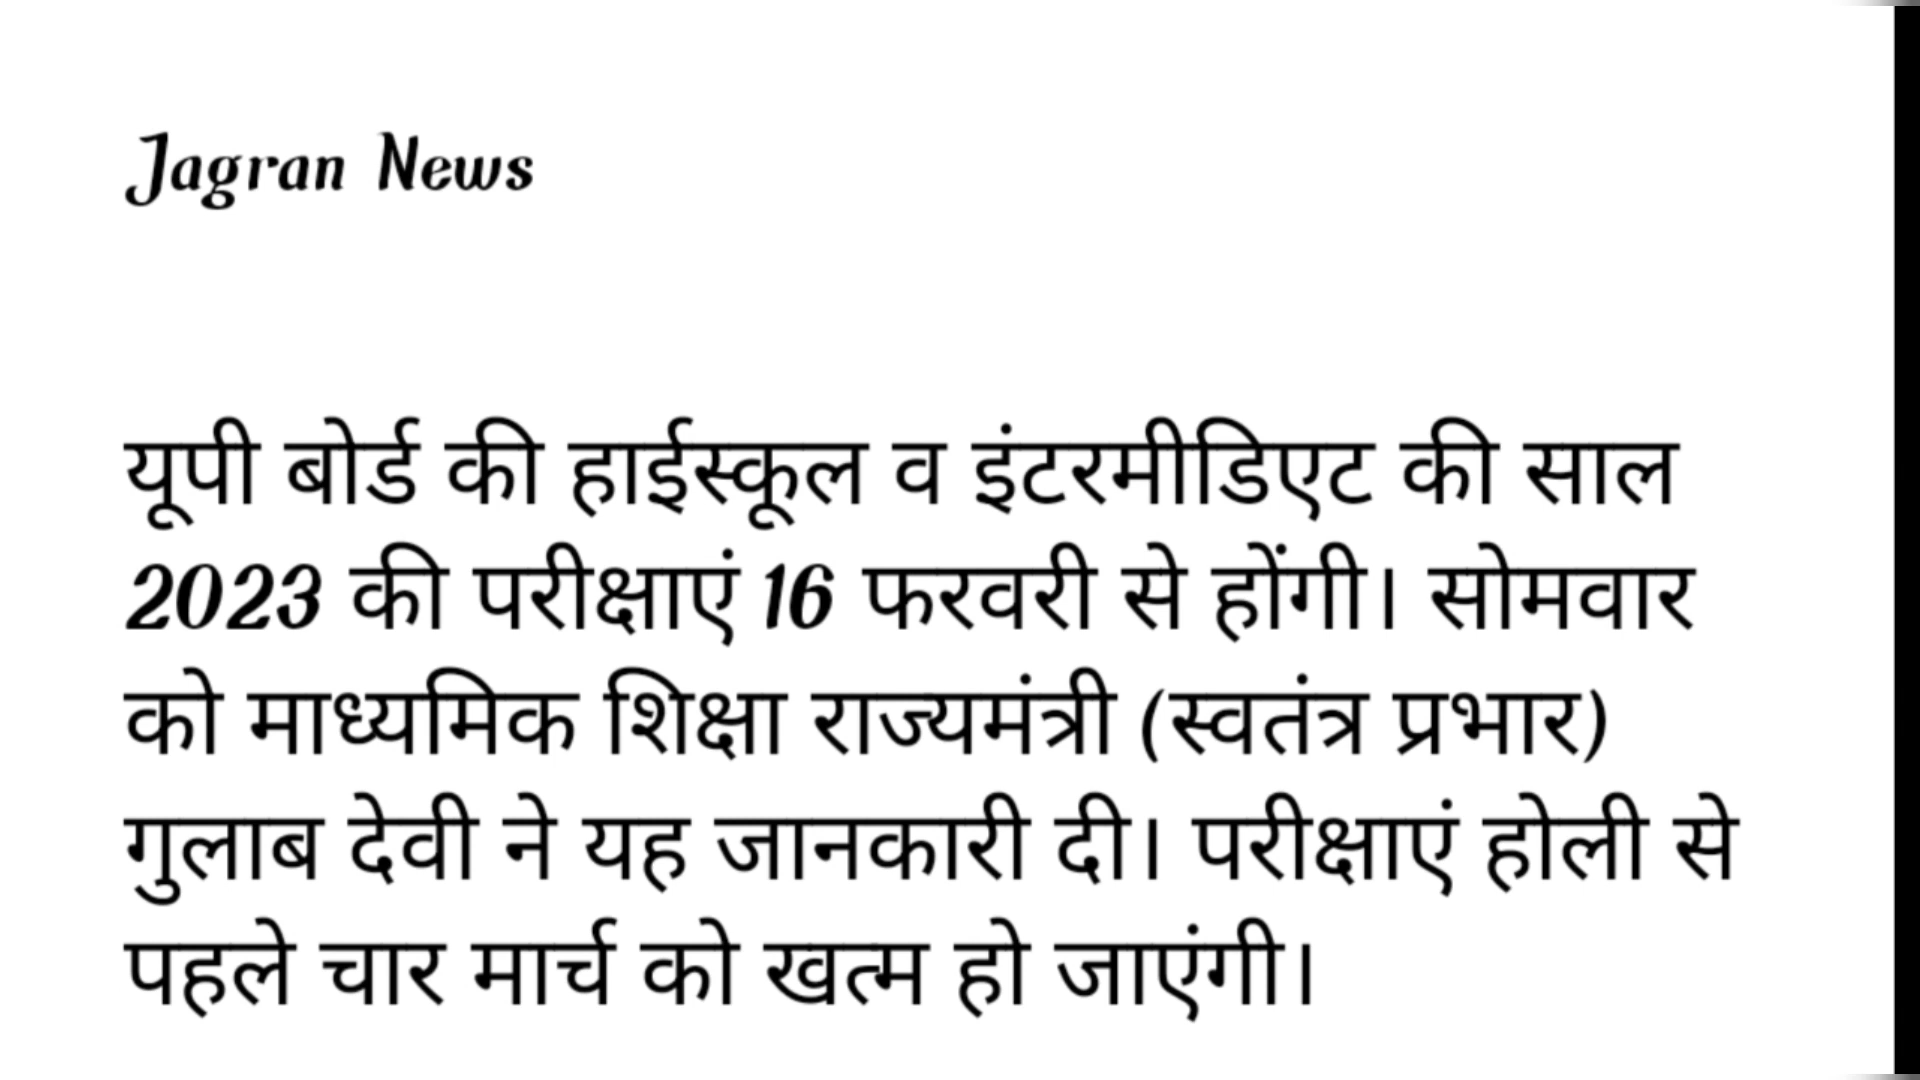 Jagran News
यूपी बोर्ड की हाईस्कूल व इंटरमीडिएट की साल
2023 की परीक्षाएं 16 फरवरी से होंगी। सोमवार
को माध्यमिक शिक्षा राज्यमंत्री (स्वतंत्र प्रभार)
गुलाब देवी ने यह जानकारी दी। परीक्षाएं होली से
पहले चार मार्च को खत्म हो जाएंगी।